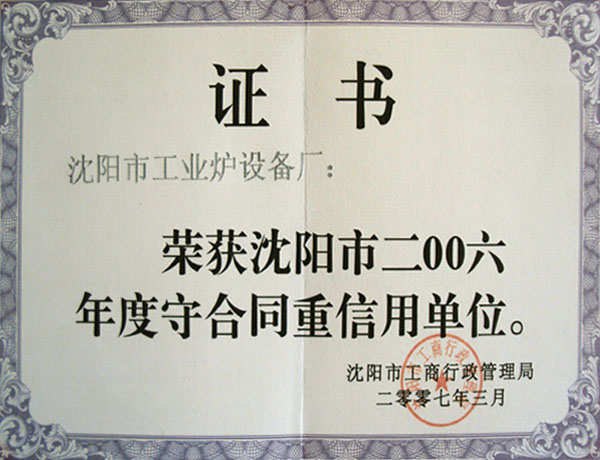 证书
沈阳市工业炉设备厂：
荣获沈阳市二00六
年度守合同重信用单位。
沈阳市工商行政管理局
二零零七年三月